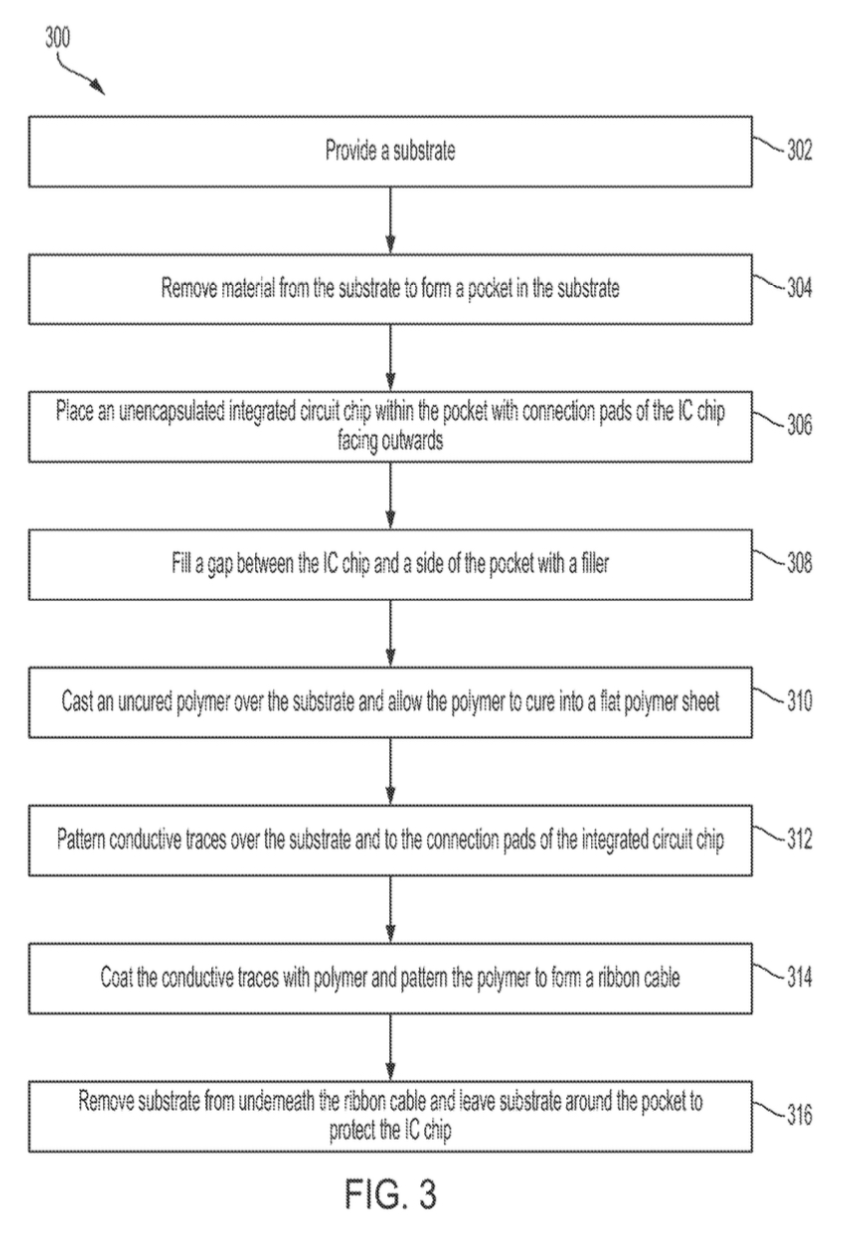 300
Provide a substrate
302
Remove material from the substrate to form a pocket in the substrate
304
Place an unencapsulated integrated circuit chip within the pocket with connection pads of the IC chip
facing outwards
306
Fill a gap between the IC chip and a side of the pocket with a filler
308
Cast an uncured polymer over the substrate and allow the polymer to cure into a flat polymer sheet
310
Pattern conductive traces over the substrate and to the connection pads of the integrated circuit chip
312
Coat the conductive traces with polymer and pattern the polymer to form a ribbon cable
314
Remove substrate from underneath the ribbon cable and leave substrate around the pocket to
protect the IC chip
316
FIG. 3